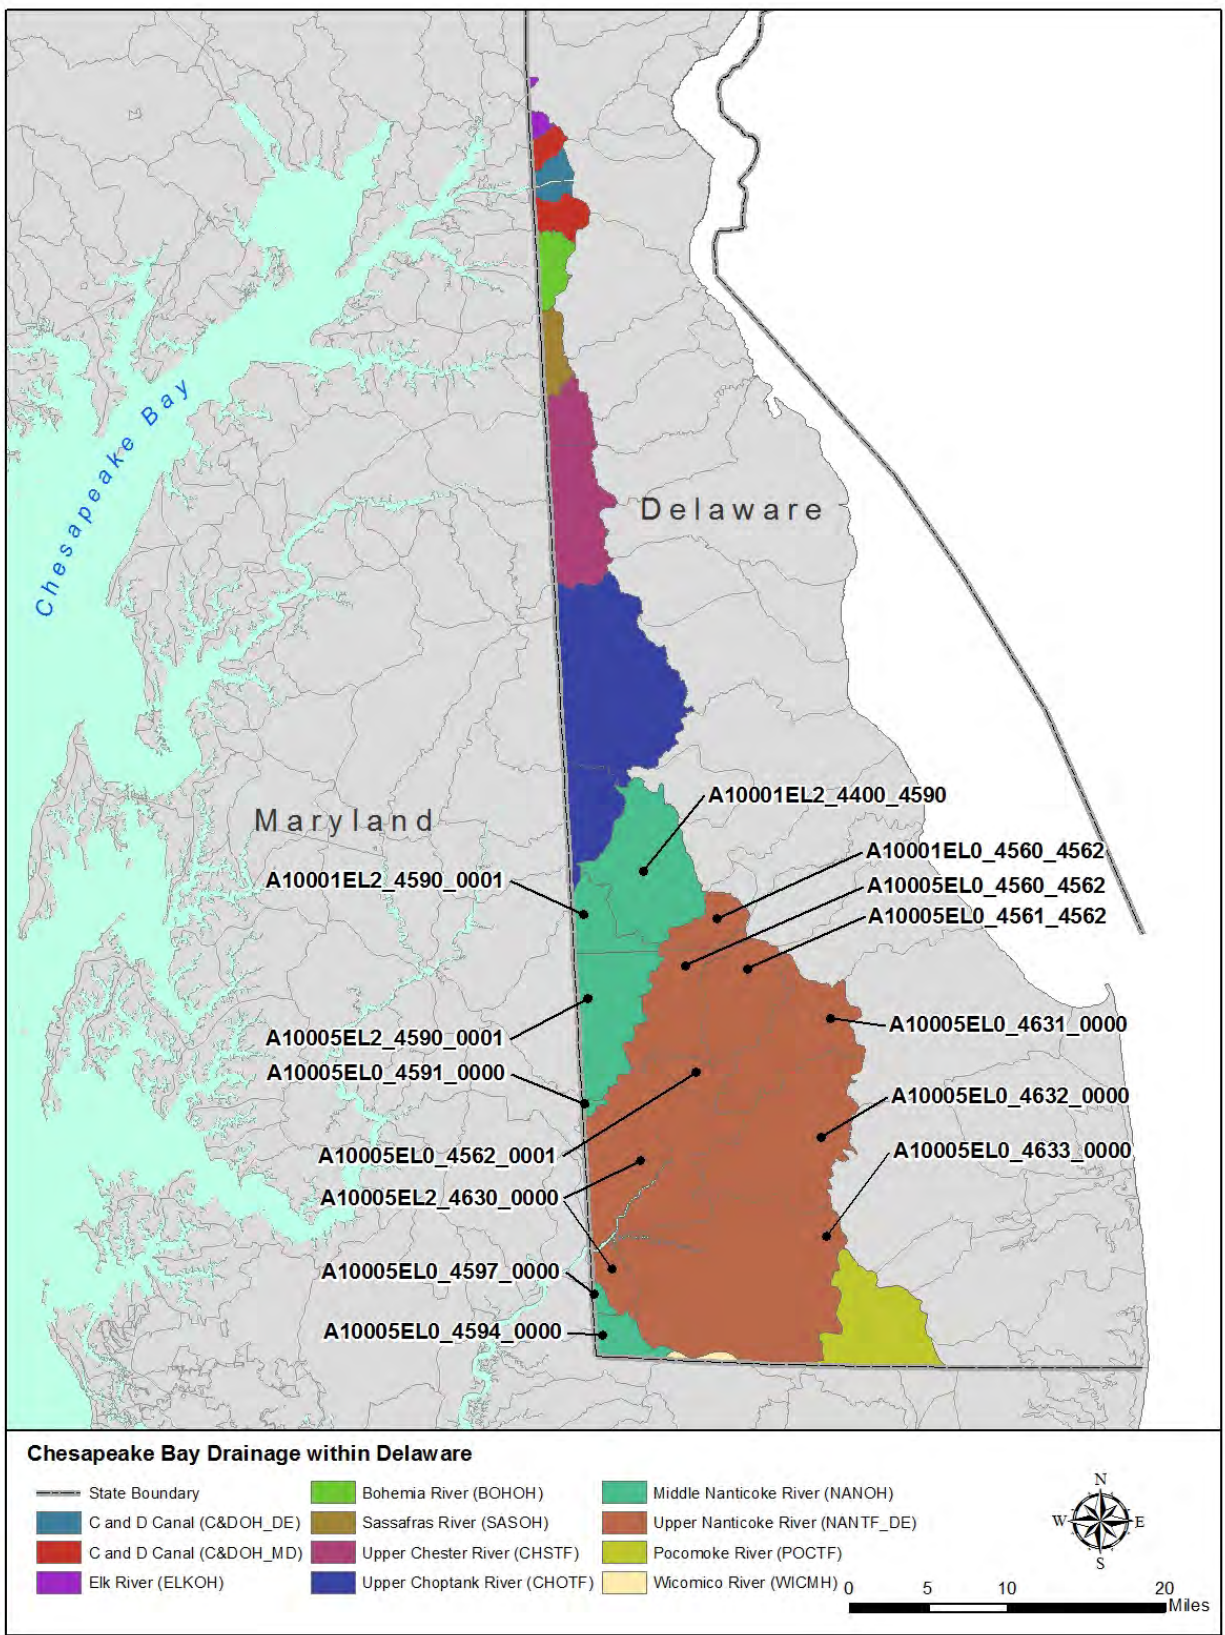 Delaware
Chesapeake Bay
Maryland
A10001EL2_4400_4590
A10001EL0_4560_4562
A10001EL2_4590_0001
A10005EL0_4560_4562
A10005EL0_4561_4562
A10005EL0_4631_0000
A10005EL2_4590_0001
A10005EL0_4591_0000
A10005EL0_4632_0000
A10005EL0_4633_0000
A10005EL0_4562_0001
A10005EL2_4630_0000
A10005EL0_4597_0000
A10005EL0_4594_0000
Chesapeake Bay Drainage within Delaware
State Boundary
C and D Canal (C&DOH_DE)
C and D Canal (C&DOH_MD)
Elk River (ELKOH)
Bohemia River (BOHOH)
Sassafras River (SASOH)
Upper Chester River (CHSTF)
Upper Choptank River (CHOTF)
Middle Nanticoke River (NANOH)
Upper Nanticoke River (NANTF_DE)
Pocomoke River (POCTF)
Wicomico River (WICMH)
N
W E
S
0 5 10 20
Miles